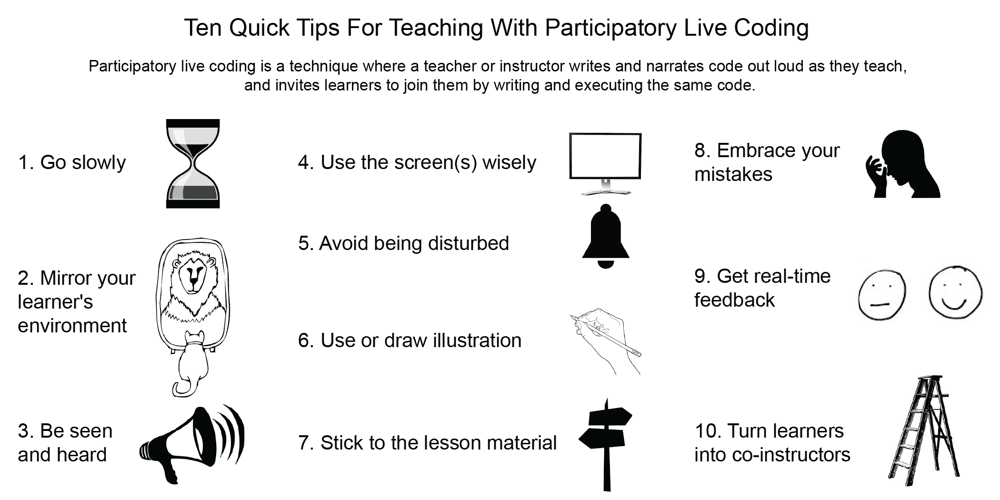 Ten Quick Tips For Teaching With Participatory Live Coding
Participatory live coding is a technique where a teacher or instructor writes and narrates code out loud as they teach,
and invites learners to join them by writing and executing the same code.
1. Go slowly
2. Mirror your
learner's
environment
3. Be seen
and heard
4. Use the screen(s) wisely
5. Avoid being disturbed
6. Use or draw illustration
7. Stick to the lesson material
8. Embrace your
mistakes
9. Get real-time
feedback
10. Turn learners
into co-instructors